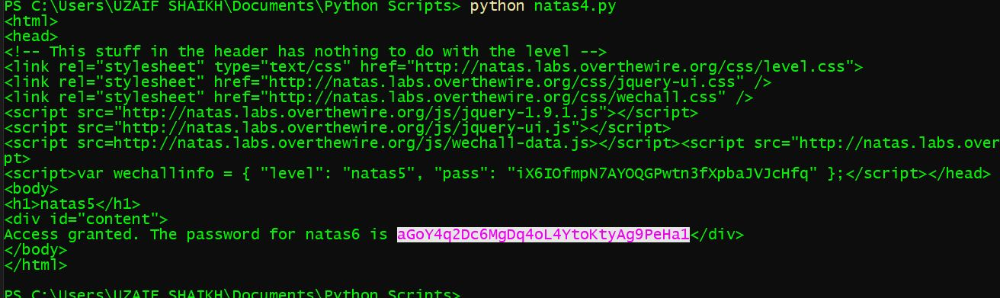 PS C:\Users\UZAIF SHAIKH\Documents\Python Scripts> python natas4.py
<html>
<head>
<!-- This stuff in the header has nothing to do with the level -->
<link rel="stylesheet" type="text/css" href="http://natas.labs.overthewire.org/css/level.css">
<link rel="stylesheet" href="http://natas.labs.overthewire.org/css/jquery-ui.css" />
<link rel="stylesheet" href="http://natas.labs.overthewire.org/css/wechall.css" />
<script src="http://natas.labs.overthewire.org/js/jquery-1.9.1.js"></script>
<script src="http://natas.labs.overthewire.org/js/jquery-ui.js"></script>
<script src=http://natas.labs.overthewire.org/js/wechall-data.js></script><script src="http://natas.labs.over
pt>
<script>var wechallinfo = { "level": "natas5", "pass": "iX6IOfmpN7AYOQGPwtn3fXpbaJVJcHfq" };</script></head>
<body>
<h1>natas5</h1>
<div id="content">
Access granted. The password for natas6 is aGoY4q2Dc6MgDq4oL4YtoKtyAg9PeHa1</div>
</body>
</html>
PS C:\Users\UZAIF SHAIKH\Documents\Python Scripts>